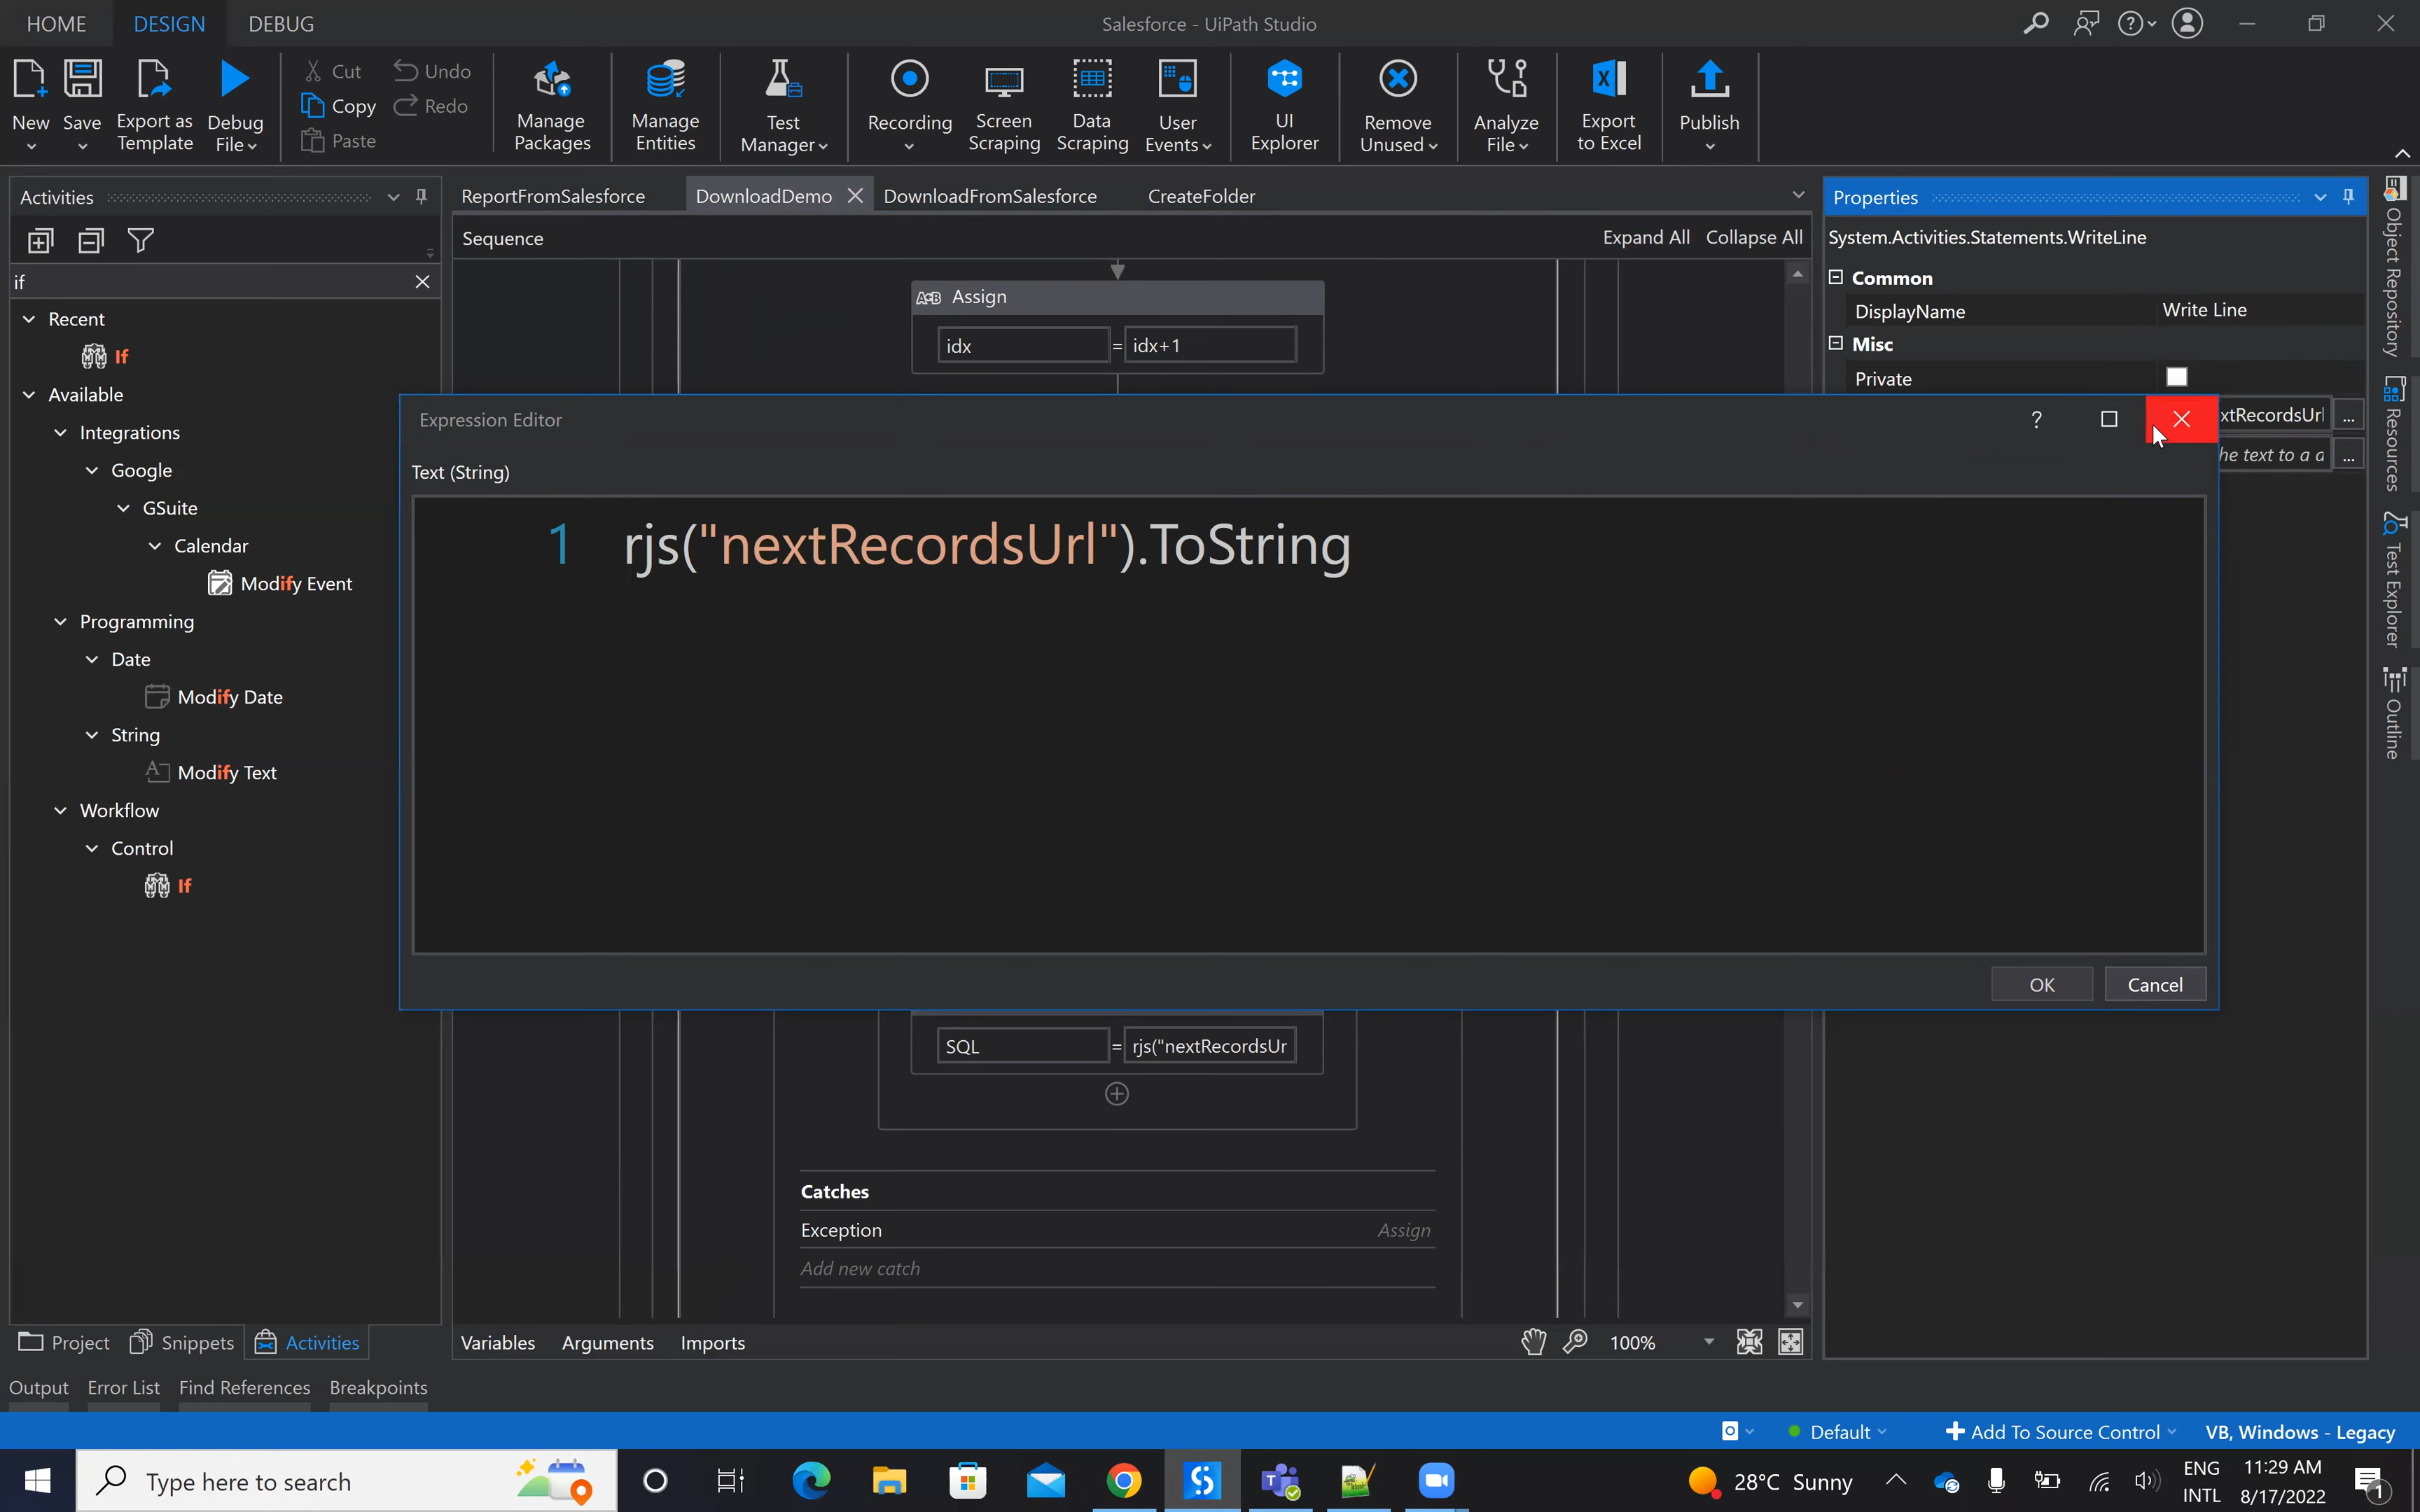 HOME DESIGN DEBUG Salesforce - UiPath Studio
New Save Export as Template Debug File Cut Copy Paste Undo Redo Manage Packages Manage Entities Test Manager Recording Screen Scraping Data Scraping User Events UI Explorer Remove Unused Analyze File Export to Excel Publish
Activities
if
Recent
If
Available
Integrations
Google
GSuite
Calendar
Modify Event
Programming
Date
Modify Date
String
Modify Text
Workflow
Control
If
Project Snippets Activities
ReportFromSalesforce DownloadDemo DownloadFromSalesforce CreateFolder
Sequence Expand All Collapse All
A+B Assign
idx = idx+1
Expression Editor ?
Text (String)
1 rjs("nextRecordsUrl").ToString
OK Cancel
SQL = rjs("nextRecordsUr
Catches
Exception Assign
Add new catch
Variables Arguments Imports 100%
Properties
System.Activities.Statements.WriteLine
Common
DisplayName Write Line
Misc
Private
xtRecordsUrl ...
he text to a d ...
Object Repository
Resources
Test Explorer
Outline
Output Error List Find References Breakpoints
Default Add To Source Control VB, Windows - Legacy
Type here to search 28°C Sunny ENG INTL 11:29 AM 8/17/2022 1